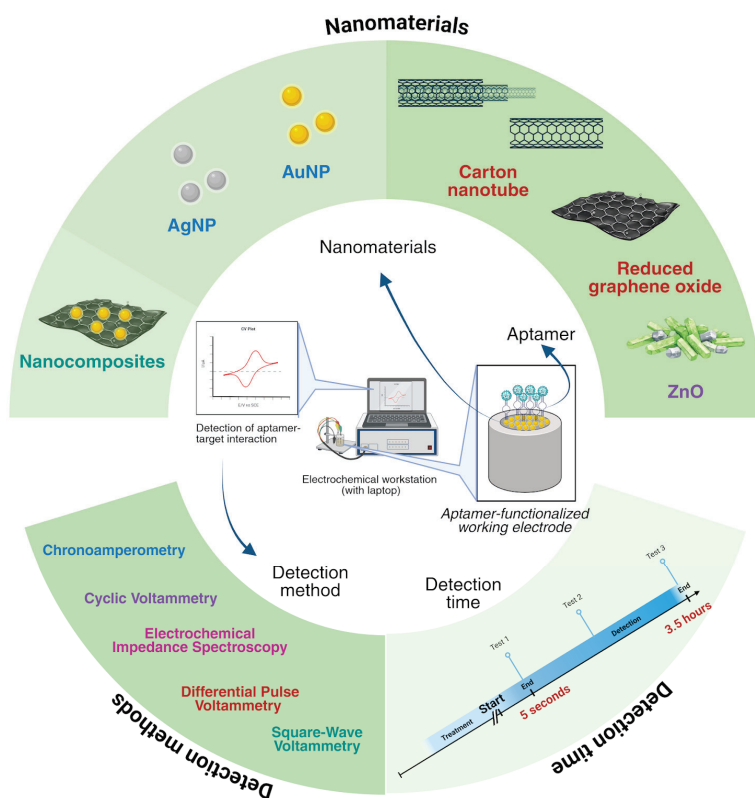 Nanomaterials
AuNP
AgNP
Carton
nanotube
Reduced
graphene oxide
ZnO
Nanocomposites
Nanomaterials
Aptamer
CV Plot
E/V vs SCE
Detection of aptamer-
target interaction
Electrochemical workstation
(with laptop)
Aptamer-functionalized
working electrode
Detection
method
Detection
time
Chronoamperometry
Cyclic Voltammetry
Electrochemical
Impedance Spectroscopy
Differential Pulse
Voltammetry
Square-Wave
Voltammetry
Detection methods
Test 1
Test 2
Test 3
Treatment
Start
End
Detection
End
5 seconds
3.5 hours
Detection time